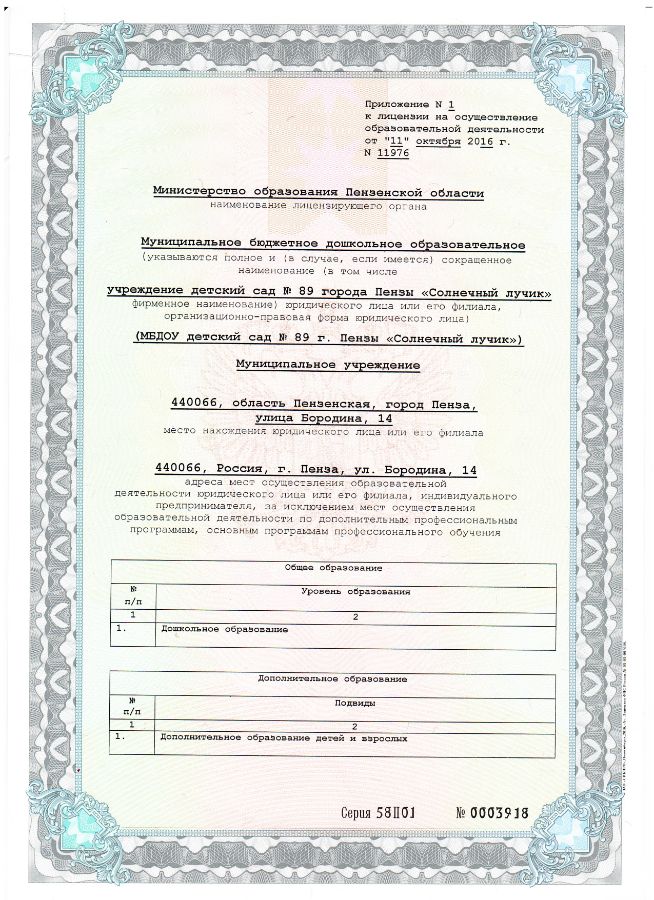 Приложение N 1
к лицензии на осуществление
образовательной деятельности
от "11" октября 2016 г.
N 11976
Министерство образования Пензенской области
наименование лицензирующего органа
Муниципальное бюджетное дошкольное образовательное
(указываются полное и (в случае, если имеется) сокращенное
наименование (в том числе
учреждение детский сад № 89 города Пензы «Солнечный лучик»
фирменное наименование) юридического лица или его филиала,
организационно-правовая форма юридического лица)
(МБДОУ детский сад № 89 г. Пензы «Солнечный лучик»)
Муниципальное учреждение
440066, область Пензенская, город Пенза,
улица Бородина, 14
место нахождения юридического лица или его филиала
440066, Россия, г. Пенза, ул. Бородина, 14
адреса мест осуществления образовательной
деятельности юридического лица или его филиала, индивидуального
предпринимателя, за исключением мест осуществления
образовательной деятельности по дополнительным профессиональным
программам, основным программам профессионального обучения
Общее образование
№ п/п Уровень образования
1 2
1. Дошкольное образование
Дополнительное образование
№ п/п Подвиды
1 2
1. Дополнительное образование детей и взрослых
Серия 58П01 № 0003918